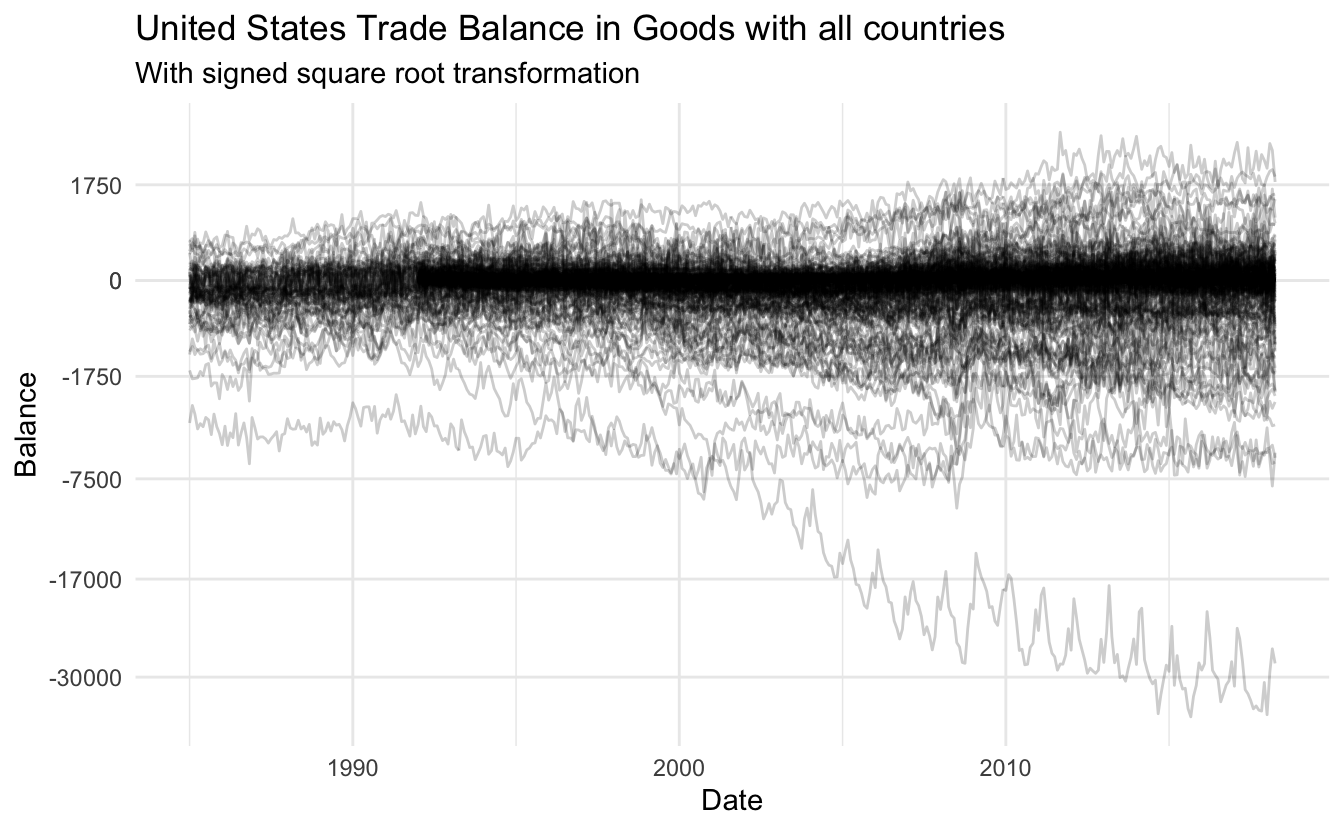 United States Trade Balance in Goods with all countries
With signed square root transformation
Balance
1750
0
-1750
-7500
-17000
-30000
1990 2000 2010
Date